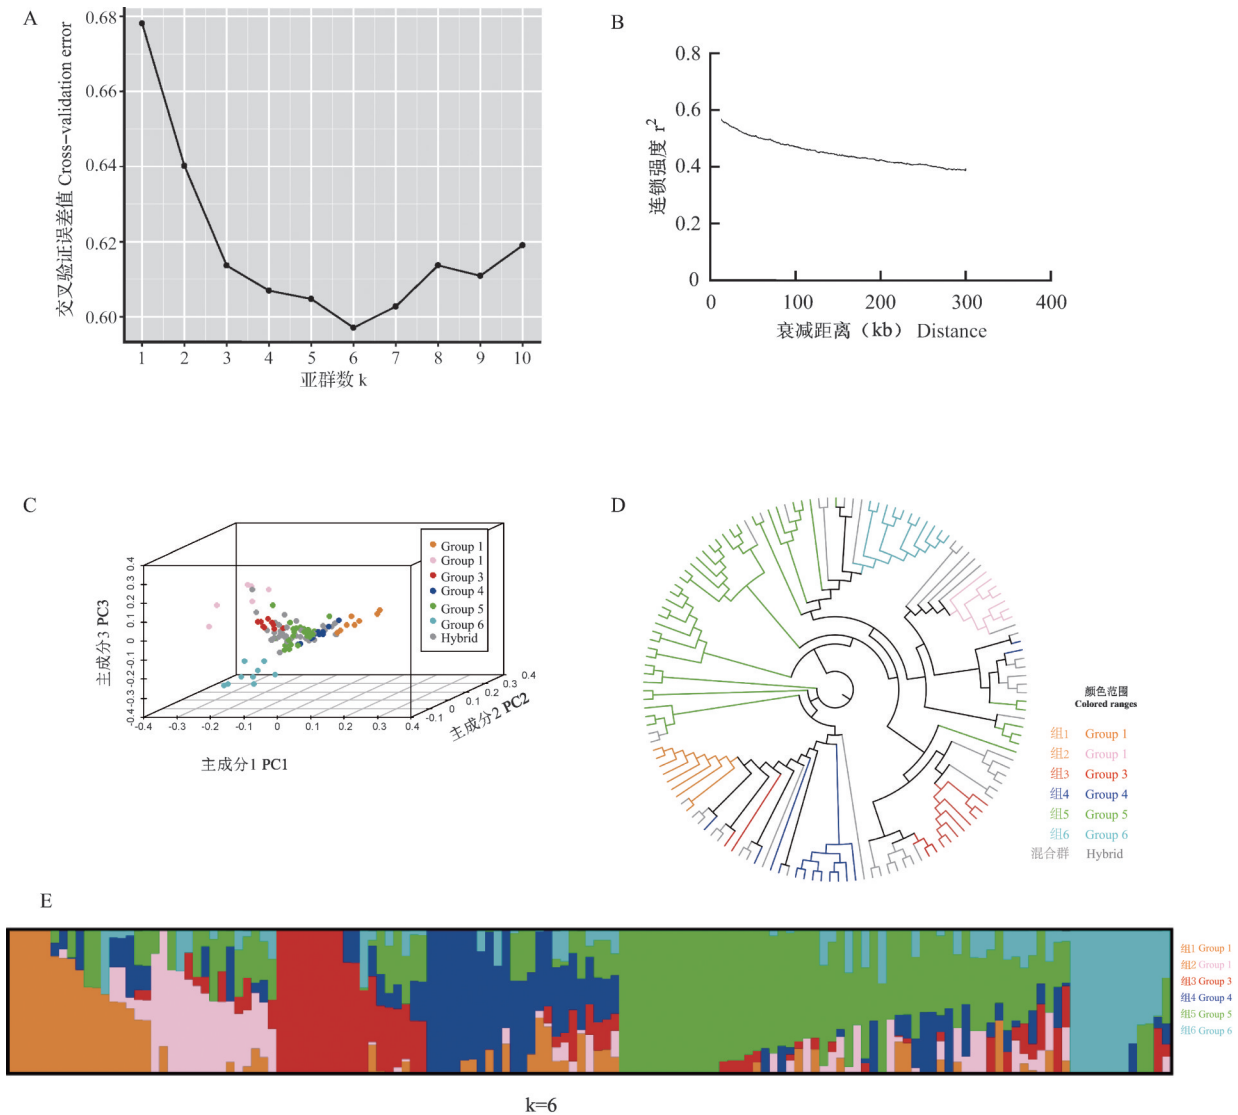 A
0.68
0.66
0.64
0.62
0.60
交叉验证误差值 Cross-validation error
1 2 3 4 5 6 7 8 9 10
亚群数 k
B
0.8
0.6
0.4
0.2
0
连锁强度 r²
0 100 200 300 400
衰减距离（kb） Distance
C
0.4
0.3
0.2
0.1
0
-0.1
-0.2
-0.3
-0.4
主成分3 PC3
-0.4 -0.3 -0.2 -0.1 0 0.1 0.2 0.3 0.4
主成分1 PC1
-0.1
0
0.1
0.2
0.3
0.4
主成分2 PC2
Group 1
Group 1
Group 3
Group 4
Group 5
Group 6
Hybrid
D
颜色范围
Colored ranges
组1 Group 1
组2 Group 1
组3 Group 3
组4 Group 4
组5 Group 5
组6 Group 6
混合群 Hybrid
E
组1 Group 1
组2 Group 1
组3 Group 3
组4 Group 4
组5 Group 5
组6 Group 6
k=6